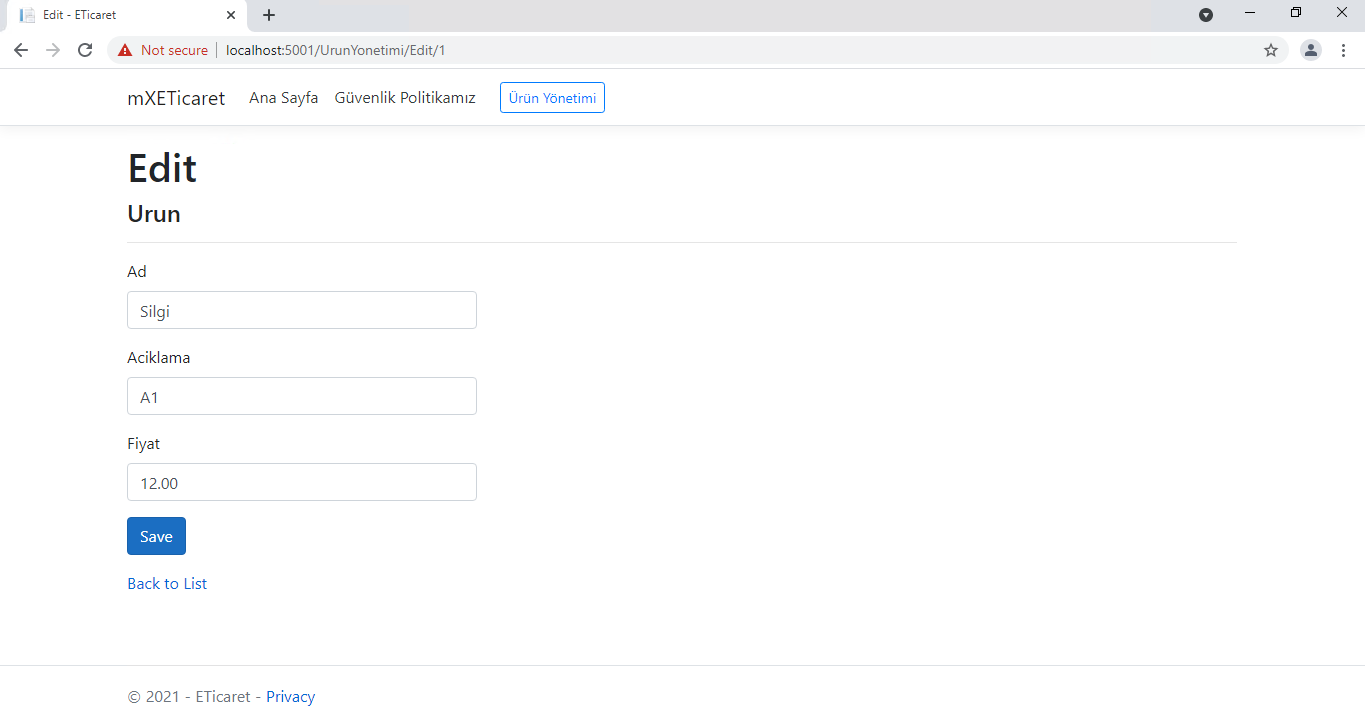 Edit - ETicaret
Not secure localhost:5001/UrunYonetimi/Edit/1
mXETicaret Ana Sayfa Güvenlik Politikamız Ürün Yönetimi
Edit
Urun
Ad
Silgi
Aciklama
A1
Fiyat
12.00
Save
Back to List
© 2021 - ETicaret - Privacy